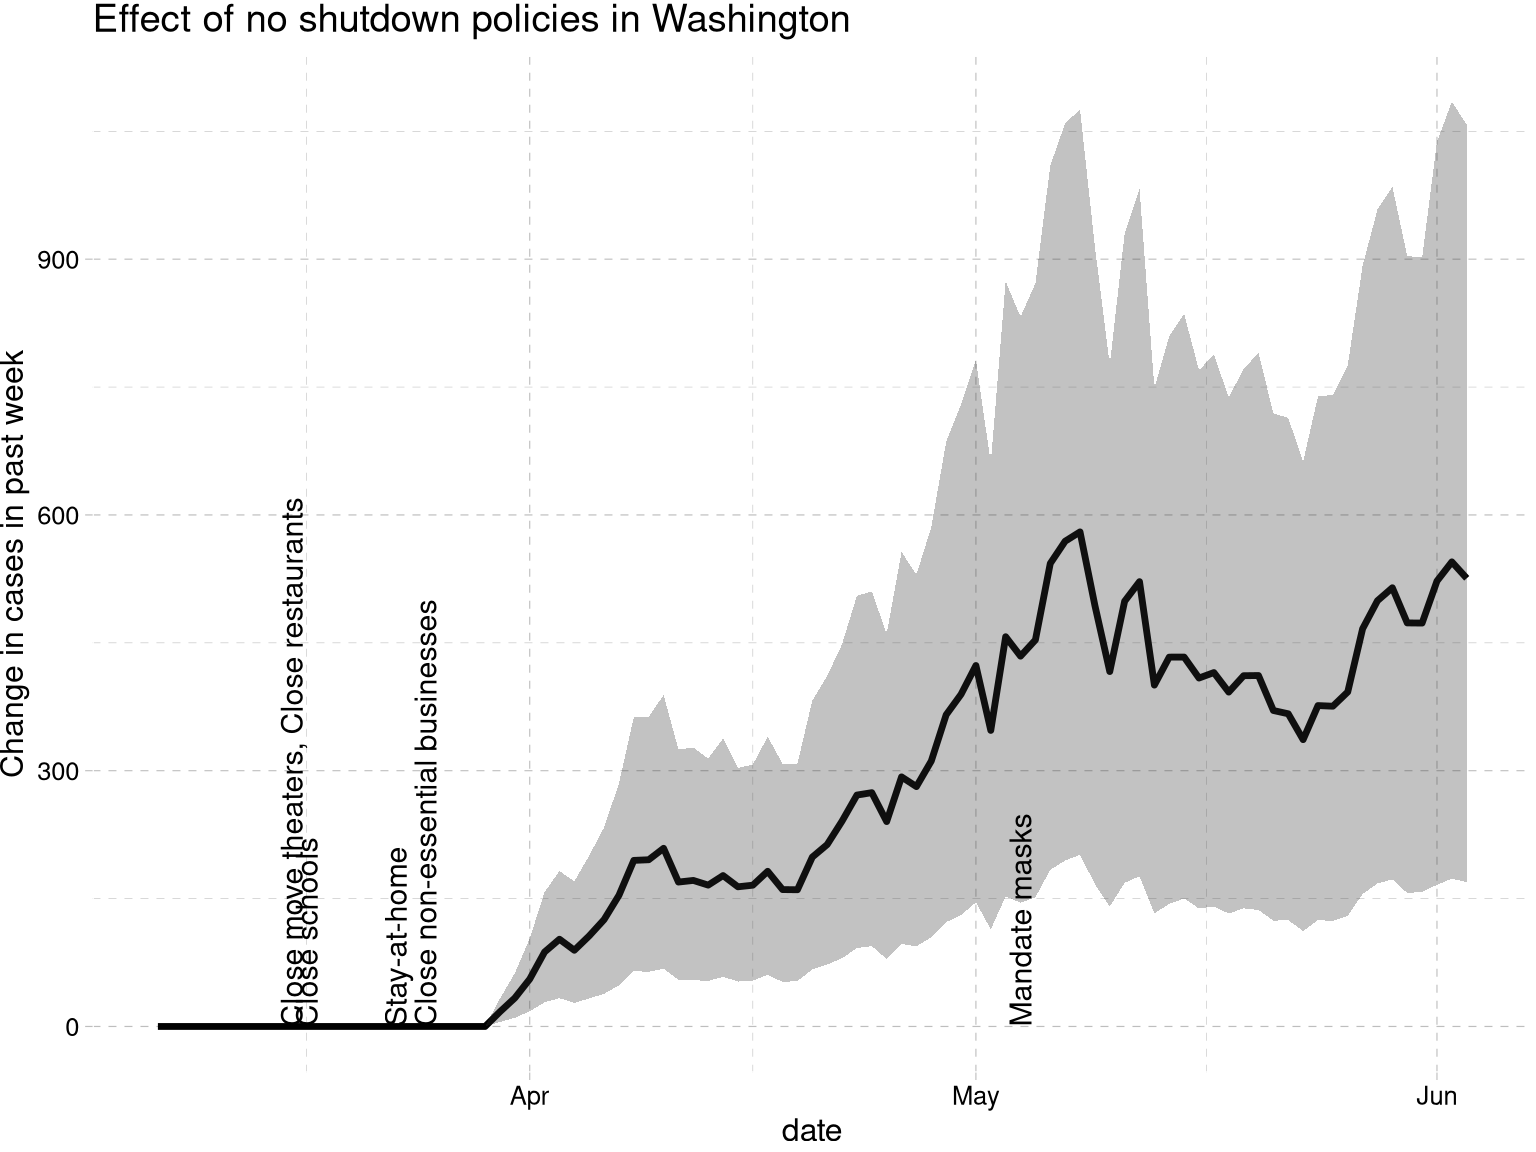 Effect of no shutdown policies in Washington
Change in cases in past week
900
600
300
0
Close move theaters, Close restaurants
Close schools
Stay-at-home
Close non-essential businesses
Mandate masks
Apr
May
Jun
date